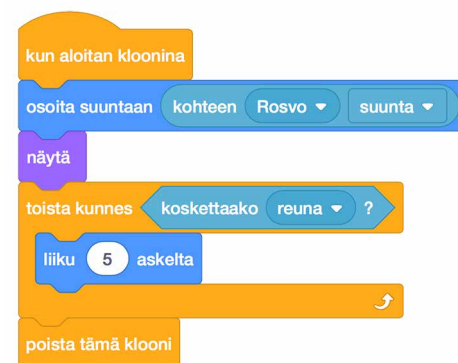 kun aloitan kloonina
osoita suuntaan kohteen Rosvo suunta
näytä
toista kunnes koskettaako reuna ?
liiku 5 askelta
poista tämä klooni